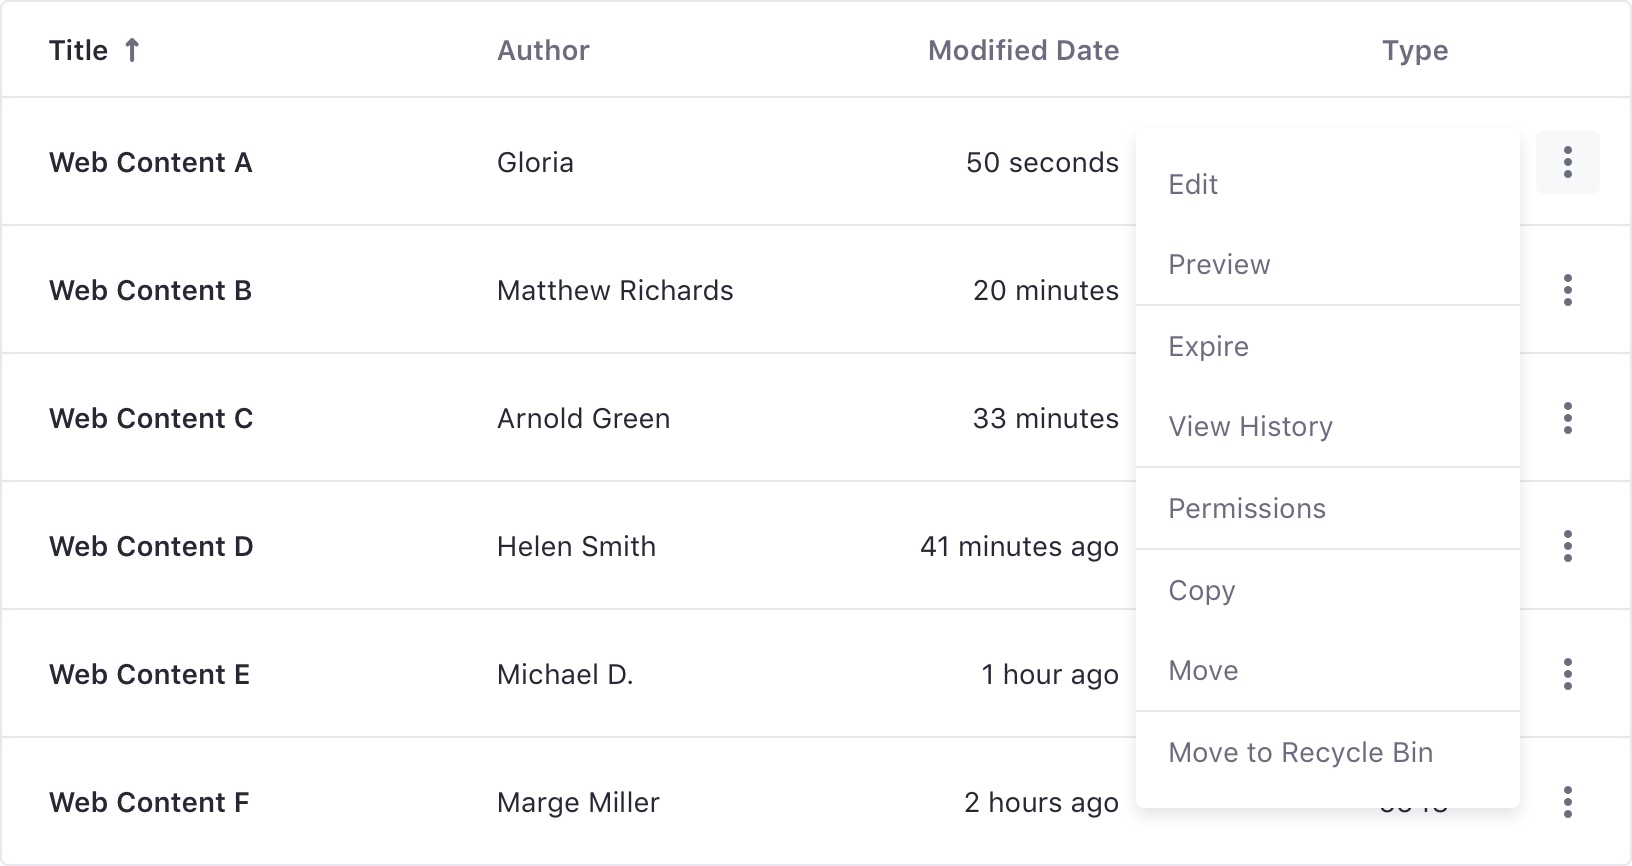 Title ↑ Author Modified Date Type
Web Content A Gloria 50 seconds
Web Content B Matthew Richards 20 minutes
Web Content C Arnold Green 33 minutes
Web Content D Helen Smith 41 minutes ago
Web Content E Michael D. 1 hour ago
Web Content F Marge Miller 2 hours ago
Edit
Preview
Expire
View History
Permissions
Copy
Move
Move to Recycle Bin